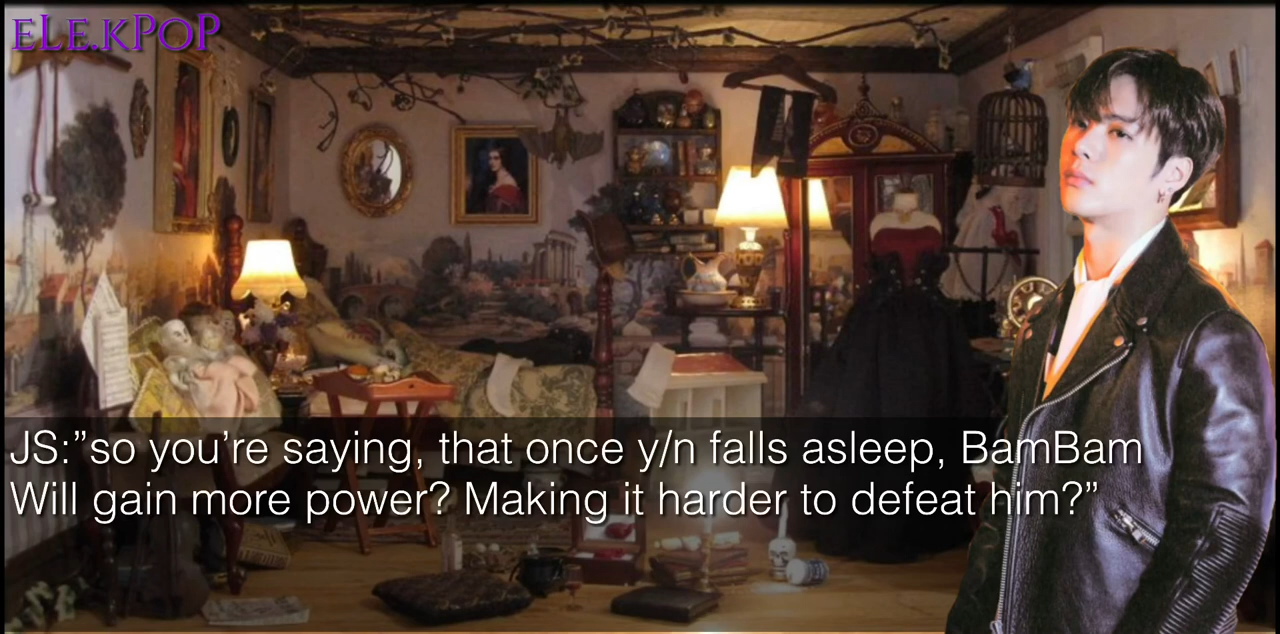 eLe.kPoP
JS:”so you’re saying, that once y/n falls asleep, BamBam
Will gain more power? Making it harder to defeat him?”